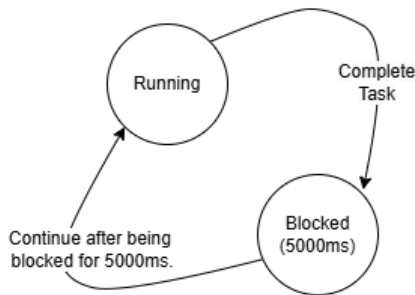 Running
Complete
Task
Blocked
(5000ms)
Continue after being
blocked for 5000ms.